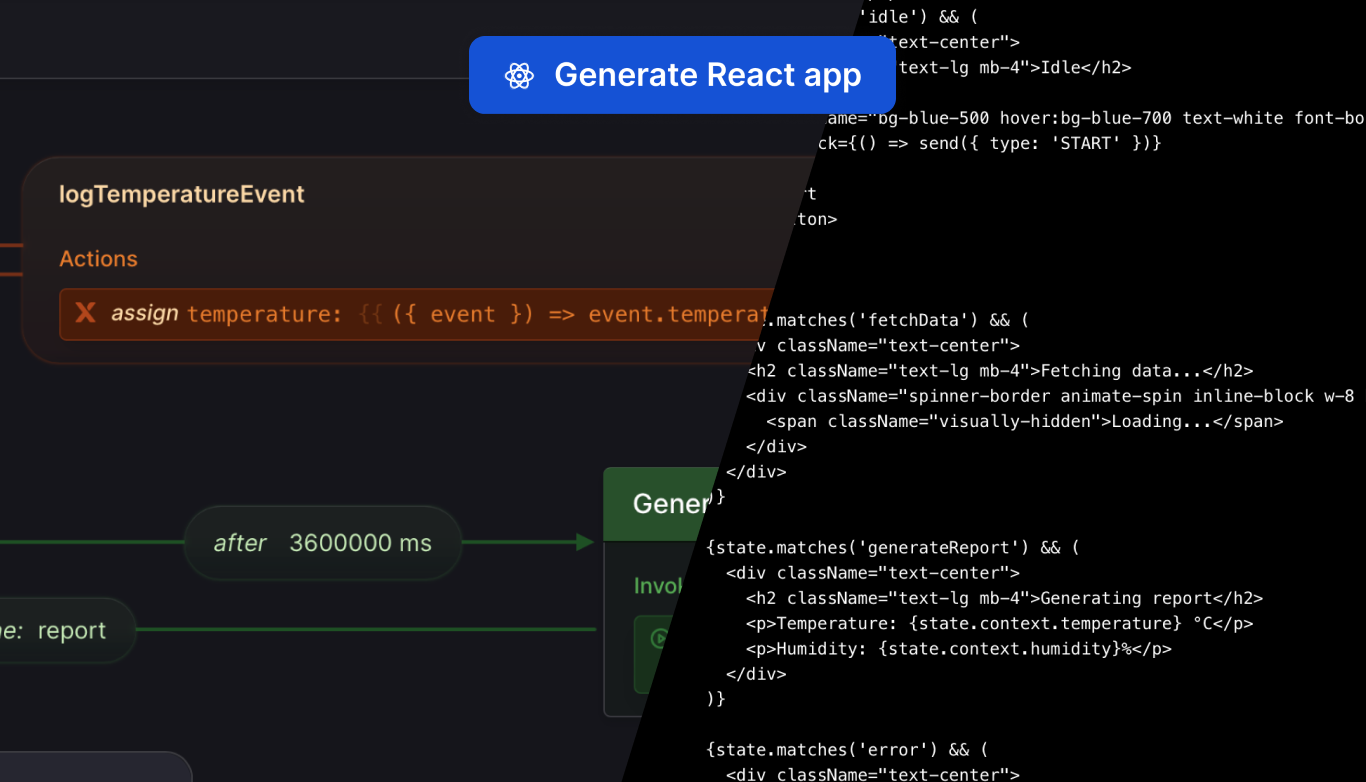 Generate React app
logTemperatureEvent
Actions
assign temperature: {{ ({ event }) => event.temperat
after 3600000 ms
report
Gener
Invok
'idle') && (
"text-center">
"text-lg mb-4">Idle</h2>
ame="bg-blue-500 hover:bg-blue-700 text-white font-bo
ck={() => send({ type: 'START' })}
rt
ton>
.matches('fetchData') && (
v className="text-center">
<h2 className="text-lg mb-4">Fetching data...</h2>
<div className="spinner-border animate-spin inline-block w-8
<span className="visually-hidden">Loading...</span>
</div>
</div>
)}
{state.matches('generateReport') && (
<div className="text-center">
<h2 className="text-lg mb-4">Generating report</h2>
<p>Temperature: {state.context.temperature} °C</p>
<p>Humidity: {state.context.humidity}%</p>
</div>
)}
{state.matches('error') && (
<div className="text-center">